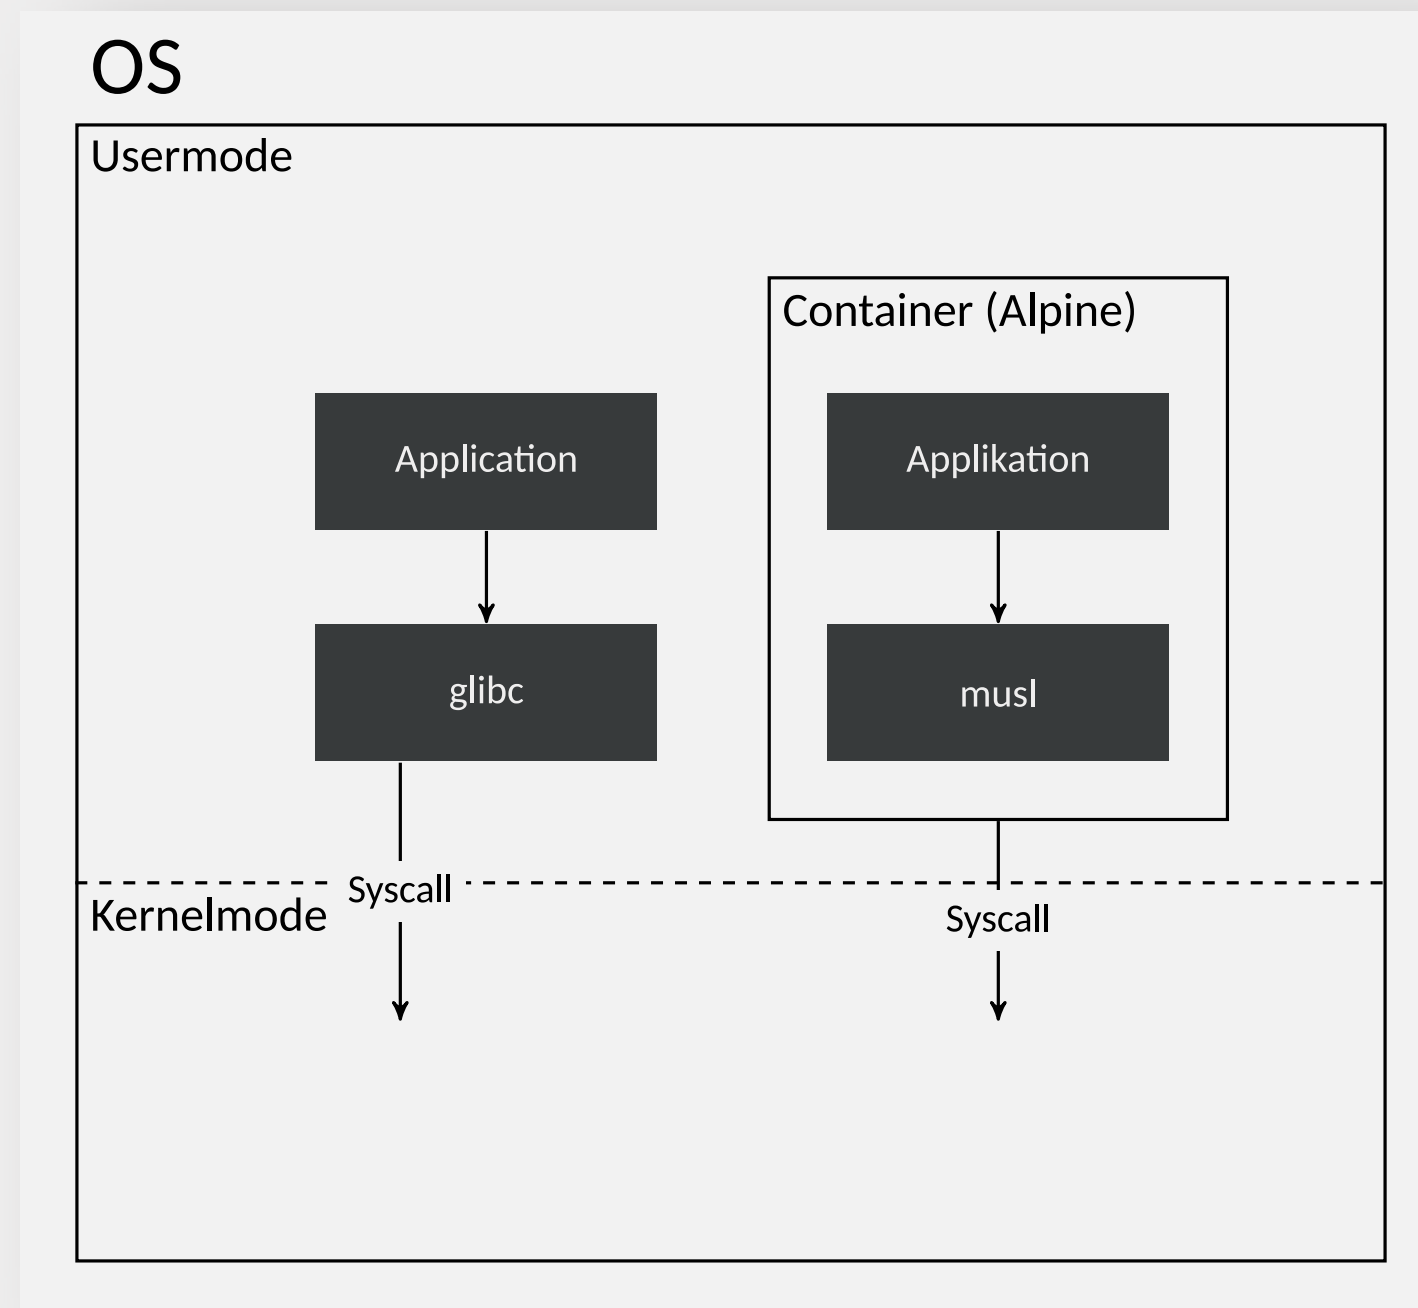 OS
Usermode
Container (Alpine)
Application
Applikation
glibc
musl
Syscall
Kernelmode
Syscall